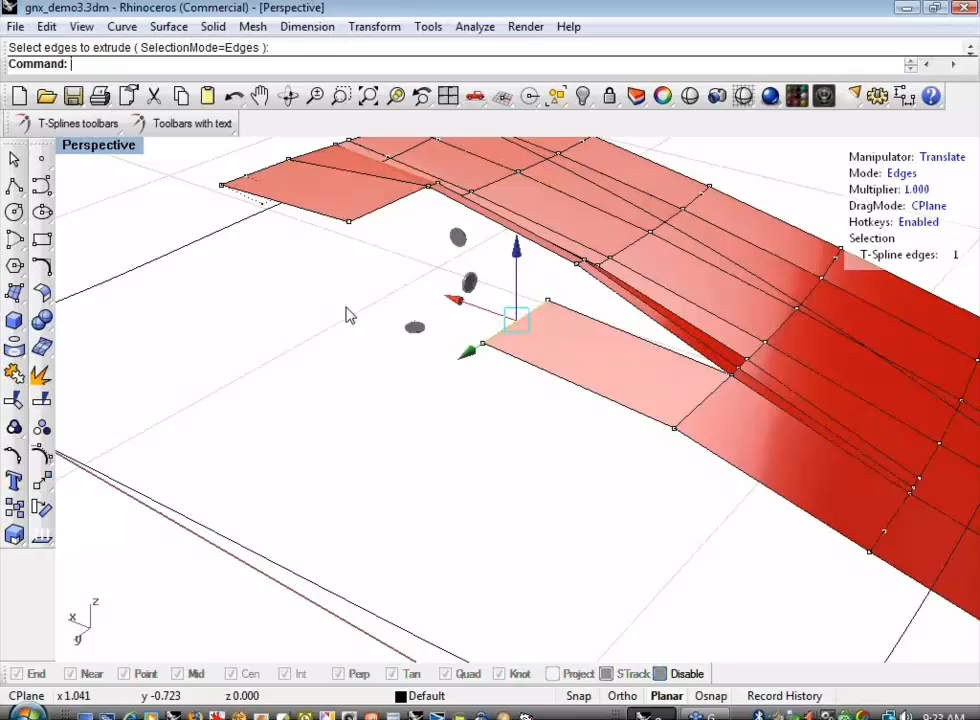 gnx_demo3.3dm - Rhinoceros (Commercial) - [Perspective]
File Edit View Curve Surface Solid Mesh Dimension Transform Tools Analyze Render Help
Select edges to extrude ( SelectionMode=Edges ):
Command:
T-Splines toolbars Toolbars with text
Perspective
Manipulator: Translate
Mode: Edges
Multiplier: 1.000
DragMode: CPlane
Hotkeys: Enabled
Selection
T-Spline edges: 1
z
x
y
End Near Point Mid Cen Int Perp Tan Quad Knot Project STrack Disable
CPlane x 1.041 y -0.723 z 0.000 Default Snap Ortho Planar Osnap Record History
9:23 AM